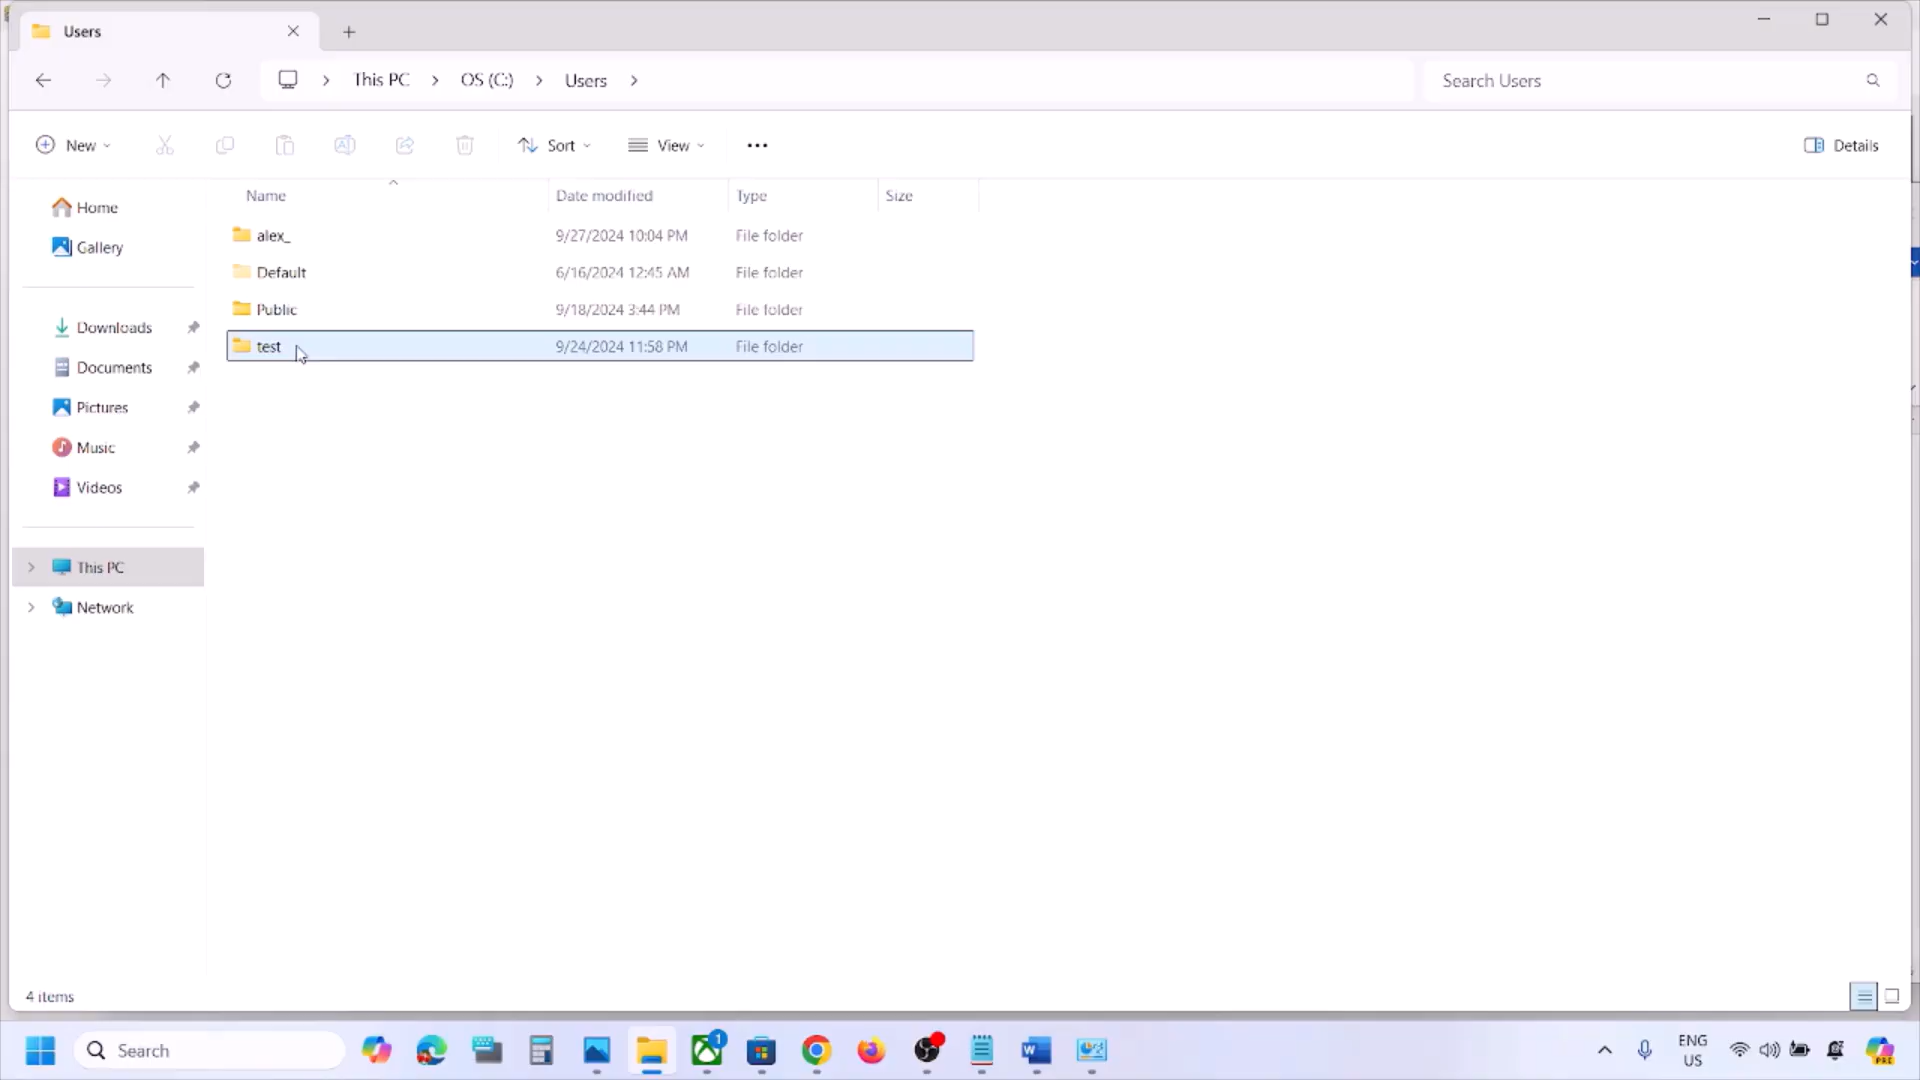 Users
This PC
OS (C:)
Users
Search Users
New
Sort
View
Details
Home
Gallery
Downloads
Documents
Pictures
Music
Videos
This PC
Network
Name Date modified Type Size
alex_ 9/27/2024 10:04 PM File folder
Default 6/16/2024 12:45 AM File folder
Public 9/18/2024 3:44 PM File folder
test 9/24/2024 11:58 PM File folder
4 items
Search
1
W
ENG
US
PRE